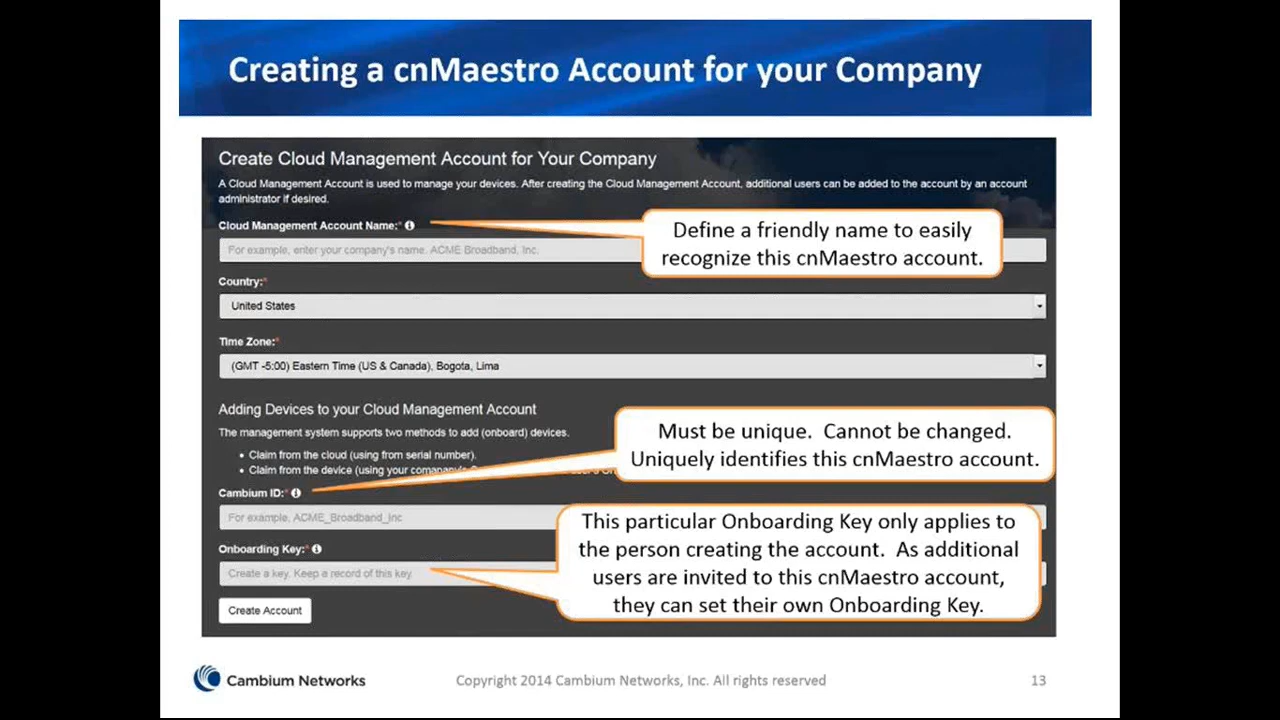 Creating a cnMaestro Account for your Company
Create Cloud Management Account for Your Company
A Cloud Management Account is used to manage your devices. After creating the Cloud Management Account, additional users can be added to the account by an account
administrator if desired.
Cloud Management Account Name:*
For example, enter your company's name. ACME Broadband, Inc.
Define a friendly name to easily
recognize this cnMaestro account.
Country:*
United States
Time Zone:*
(GMT -5:00) Eastern Time (US & Canada), Bogota, Lima
Adding Devices to your Cloud Management Account
The management system supports two methods to add (onboard) devices.
• Claim from the cloud (using from serial number).
• Claim from the device (using your company's
Must be unique. Cannot be changed.
Uniquely identifies this cnMaestro account.
Cambium ID:*
For example, ACME_Broadband_Inc
Onboarding Key:*
Create a key. Keep a record of this key.
This particular Onboarding Key only applies to
the person creating the account. As additional
users are invited to this cnMaestro account,
they can set their own Onboarding Key.
Create Account
Cambium Networks
Copyright 2014 Cambium Networks, Inc. All rights reserved
13